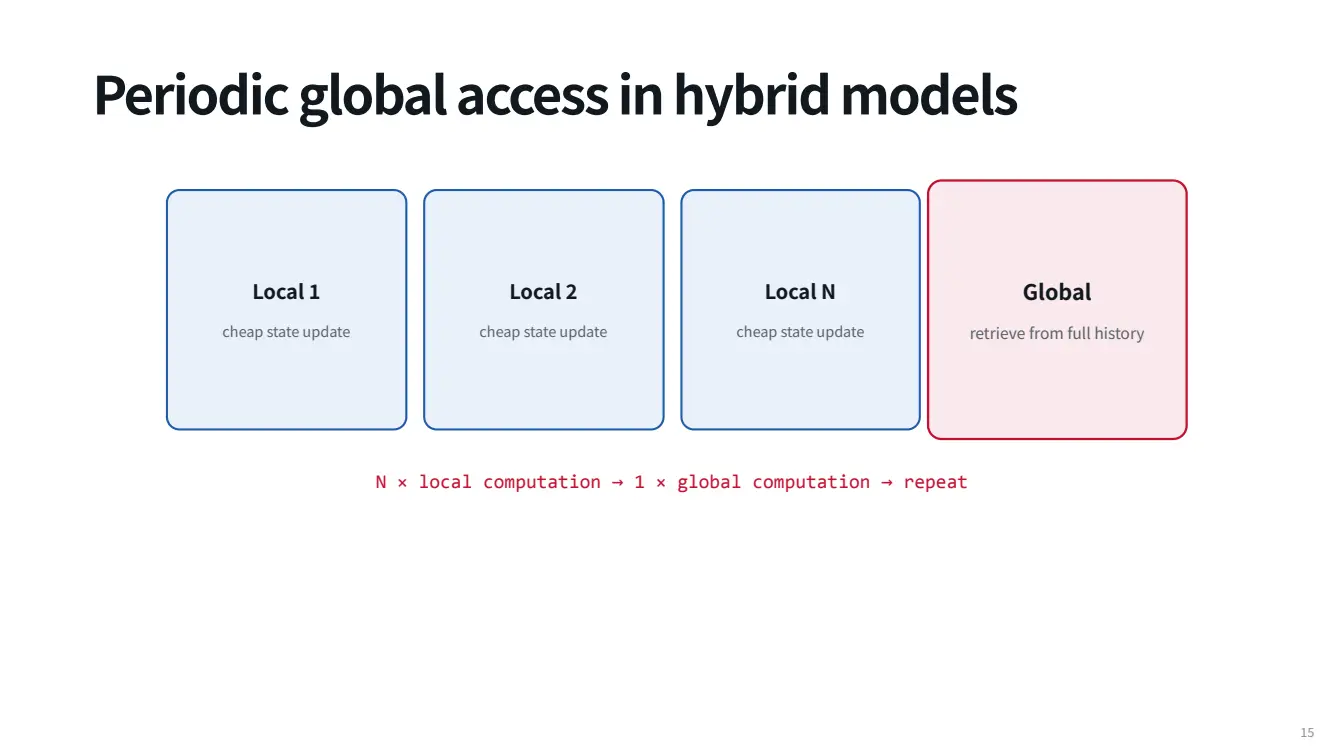 Periodic global access in hybrid models
Local 1
cheap state update
Local 2
cheap state update
Local N
cheap state update
Global
retrieve from full history
N × local computation → 1 × global computation → repeat
15